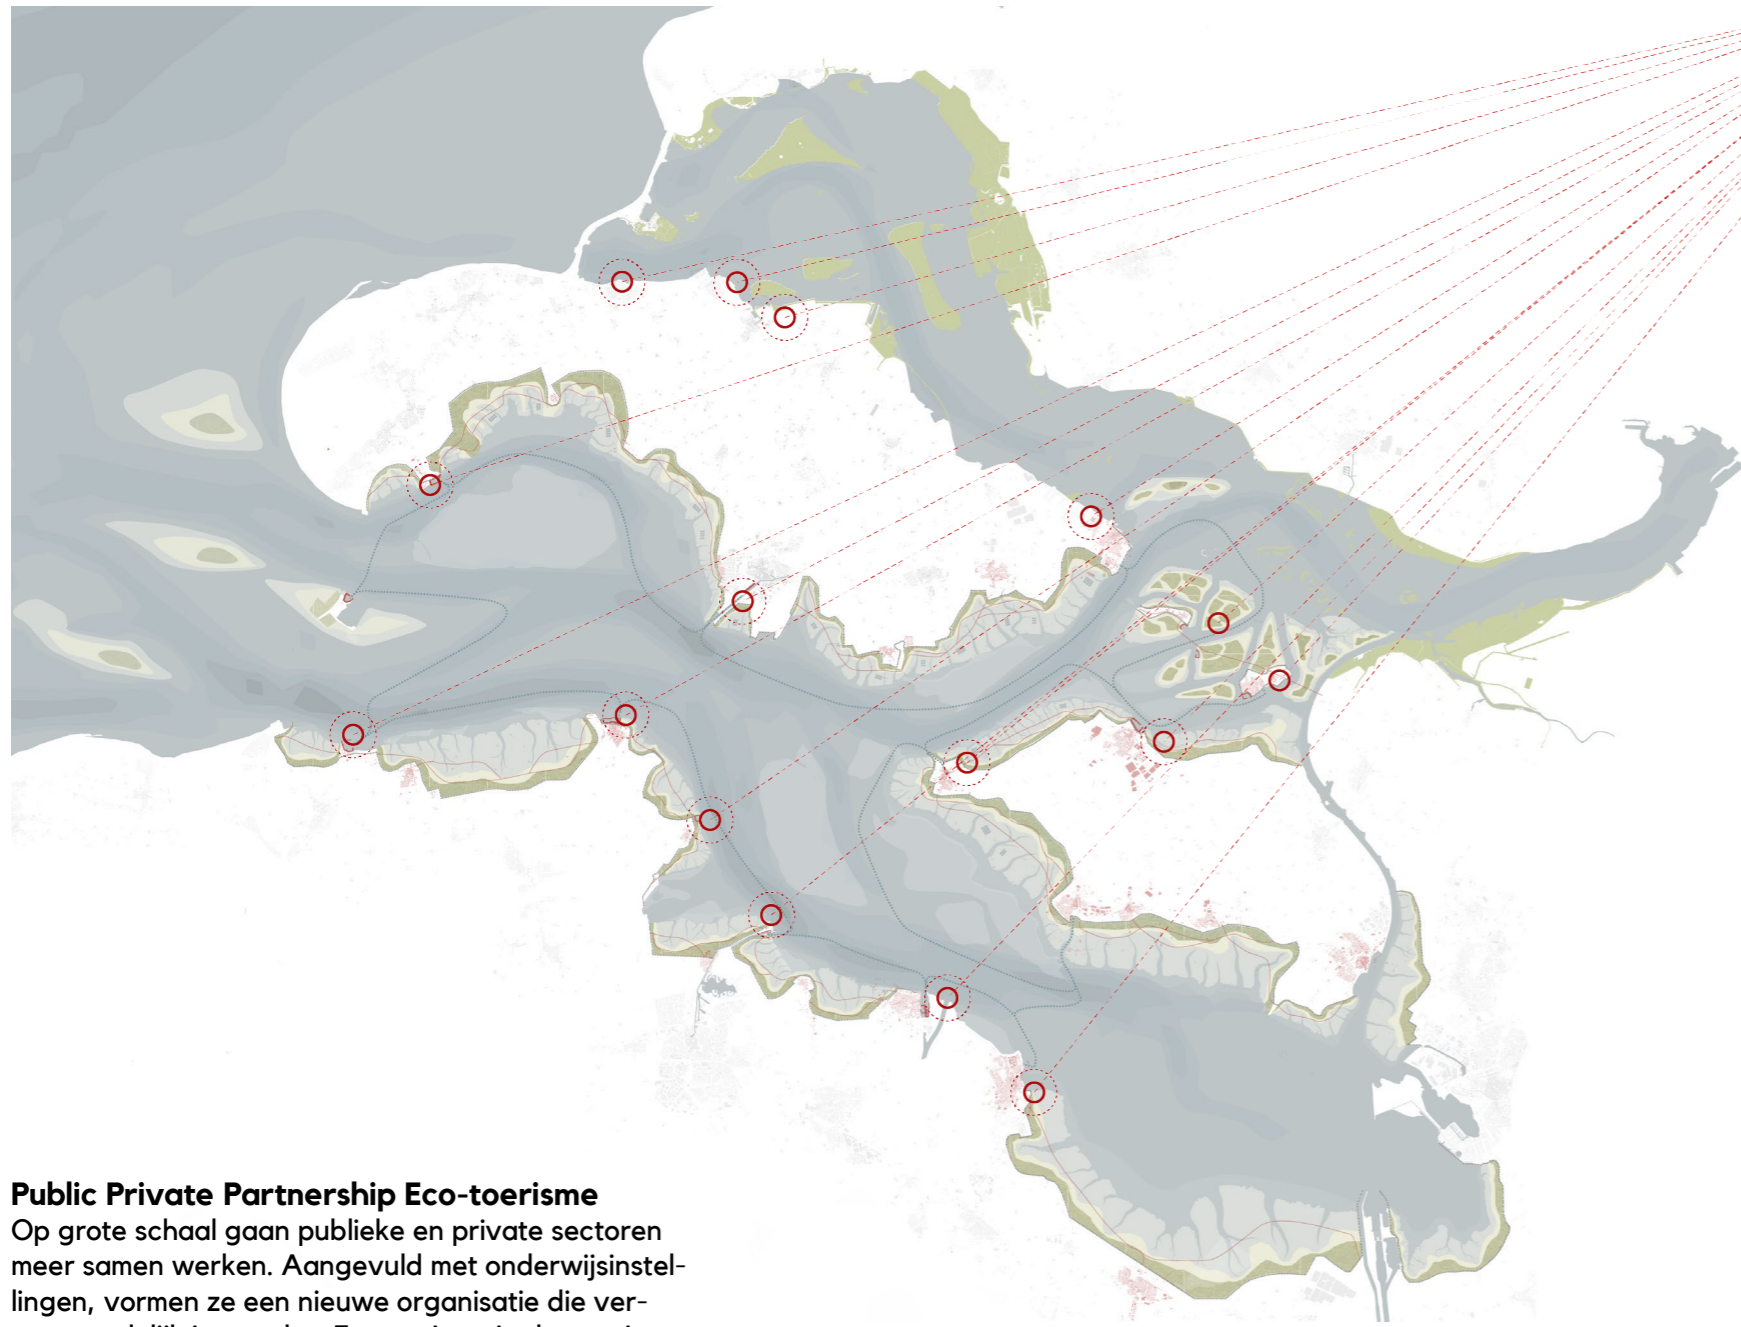 Public Private Partnership Eco-toerisme
Op grote schaal gaan publieke en private sectoren
meer samen werken. Aangevuld met onderwijsinstel-
lingen, vormen ze een nieuwe organisatie die ver-